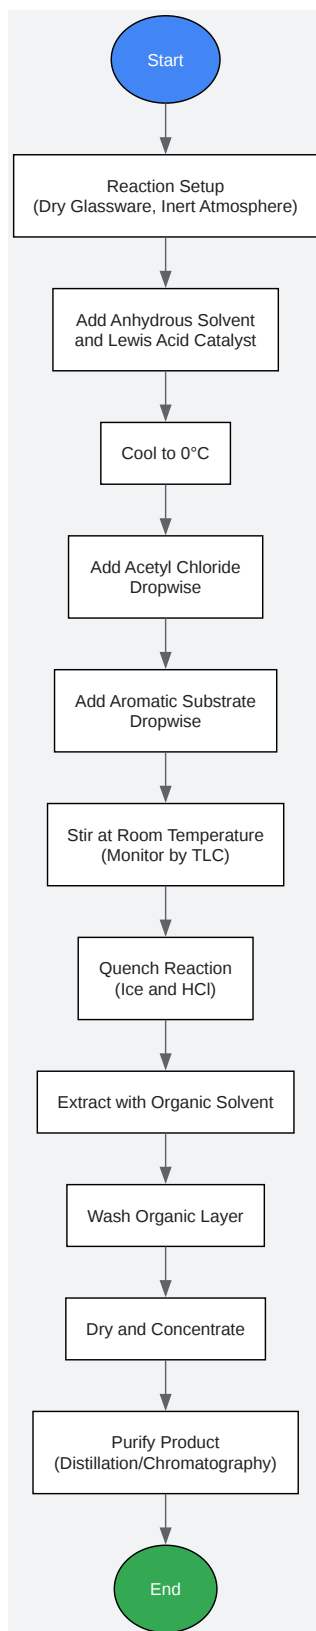 Start
Reaction Setup
(Dry Glassware, Inert Atmosphere)
Add Anhydrous Solvent
and Lewis Acid Catalyst
Cool to 0°C
Add Acetyl Chloride
Dropwise
Add Aromatic Substrate
Dropwise
Stir at Room Temperature
(Monitor by TLC)
Quench Reaction
(Ice and HCl)
Extract with Organic Solvent
Wash Organic Layer
Dry and Concentrate
Purify Product
(Distillation/Chromatography)
End